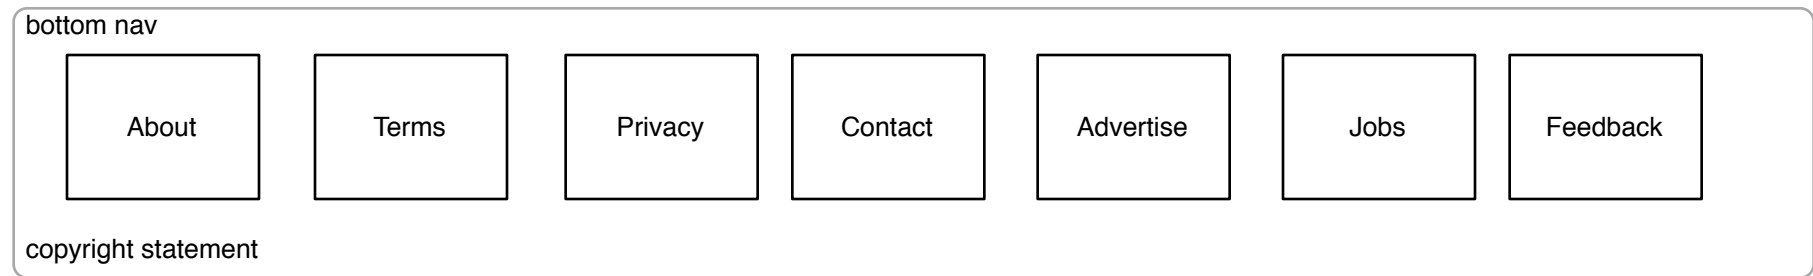 bottom nav
About
Terms
Privacy
Contact
Advertise
Jobs
Feedback
copyright statement